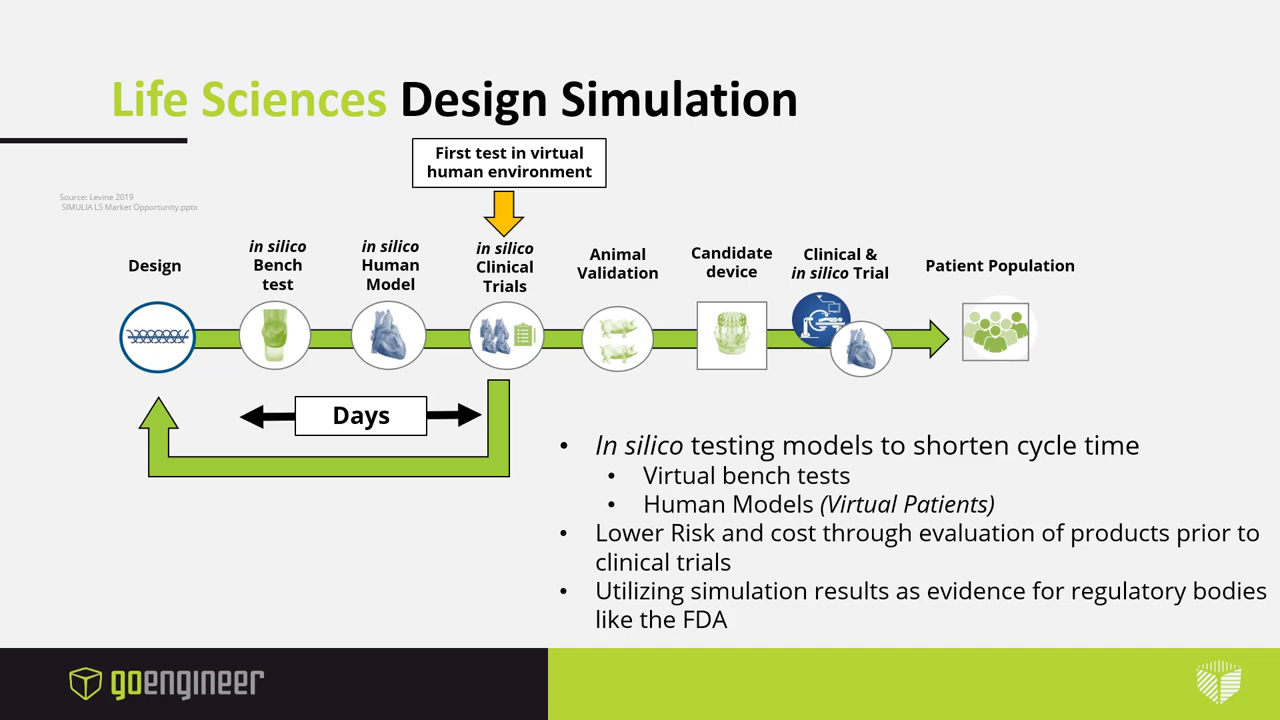 Life Sciences Design Simulation
First test in virtual
human environment
Source: Levine 2019
SIMULIA LS Market Opportunity.pptx
Design
in silico
Bench
test
in silico
Human
Model
in silico
Clinical
Trials
Animal
Validation
Candidate
device
Clinical &
in silico Trial
Patient Population
Days
• In silico testing models to shorten cycle time
• Virtual bench tests
• Human Models (Virtual Patients)
• Lower Risk and cost through evaluation of products prior to
clinical trials
• Utilizing simulation results as evidence for regulatory bodies
like the FDA
goengineer